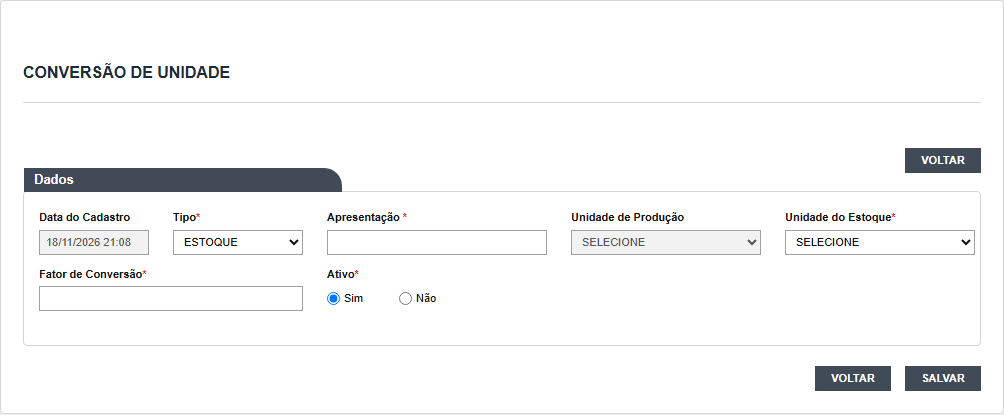 CONVERSÃO DE UNIDADE
VOLTAR
Dados
Data do Cadastro Tipo* Apresentação * Unidade de Produção Unidade do Estoque*
18/11/2026 21:08 ESTOQUE SELECIONE SELECIONE
Fator de Conversão* Ativo*
Sim Não
VOLTAR SALVAR